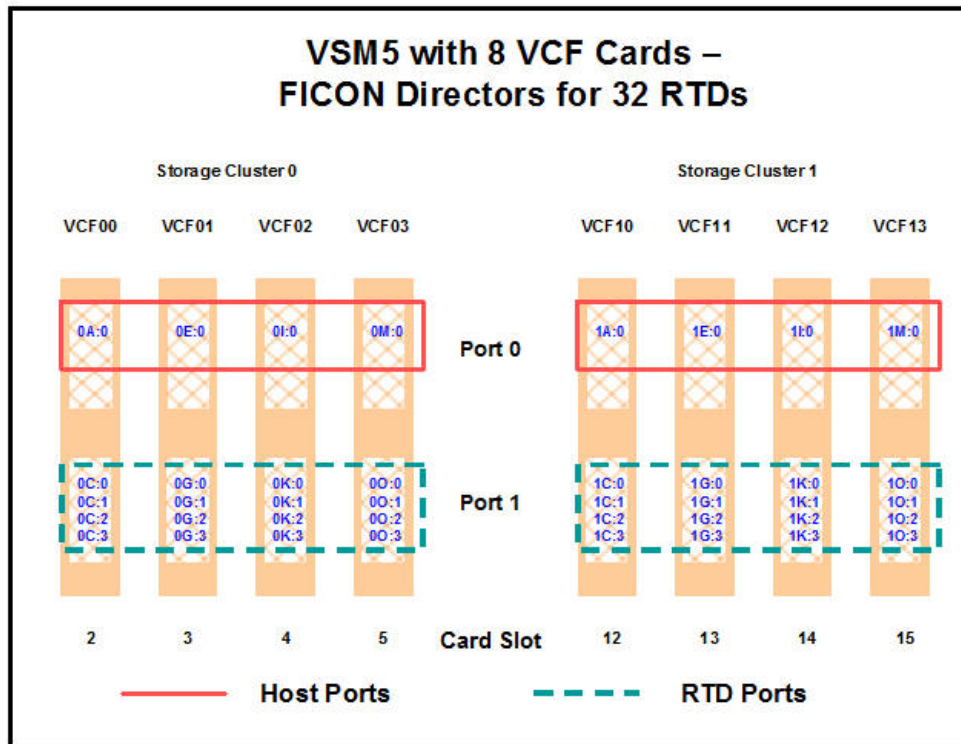 VSM5 with 8 VCF Cards –
FICON Directors for 32 RTDs
Storage Cluster 0 Storage Cluster 1
VCF00 VCF01 VCF02 VCF03 VCF10 VCF11 VCF12 VCF13
0A:0 0E:0 0I:0 0M:0 Port 0 1A:0 1E:0 1I:0 1M:0
0C:0 0G:0 0K:0 0O:0 1C:0 1G:0 1K:0 1O:0
0C:1 0G:1 0K:1 0O:1 Port 1 1C:1 1G:1 1K:1 1O:1
0C:2 0G:2 0K:2 0O:2 1C:2 1G:2 1K:2 1O:2
0C:3 0G:3 0K:3 0O:3 1C:3 1G:3 1K:3 1O:3
2 3 4 5 Card Slot 12 13 14 15
Host Ports RTD Ports